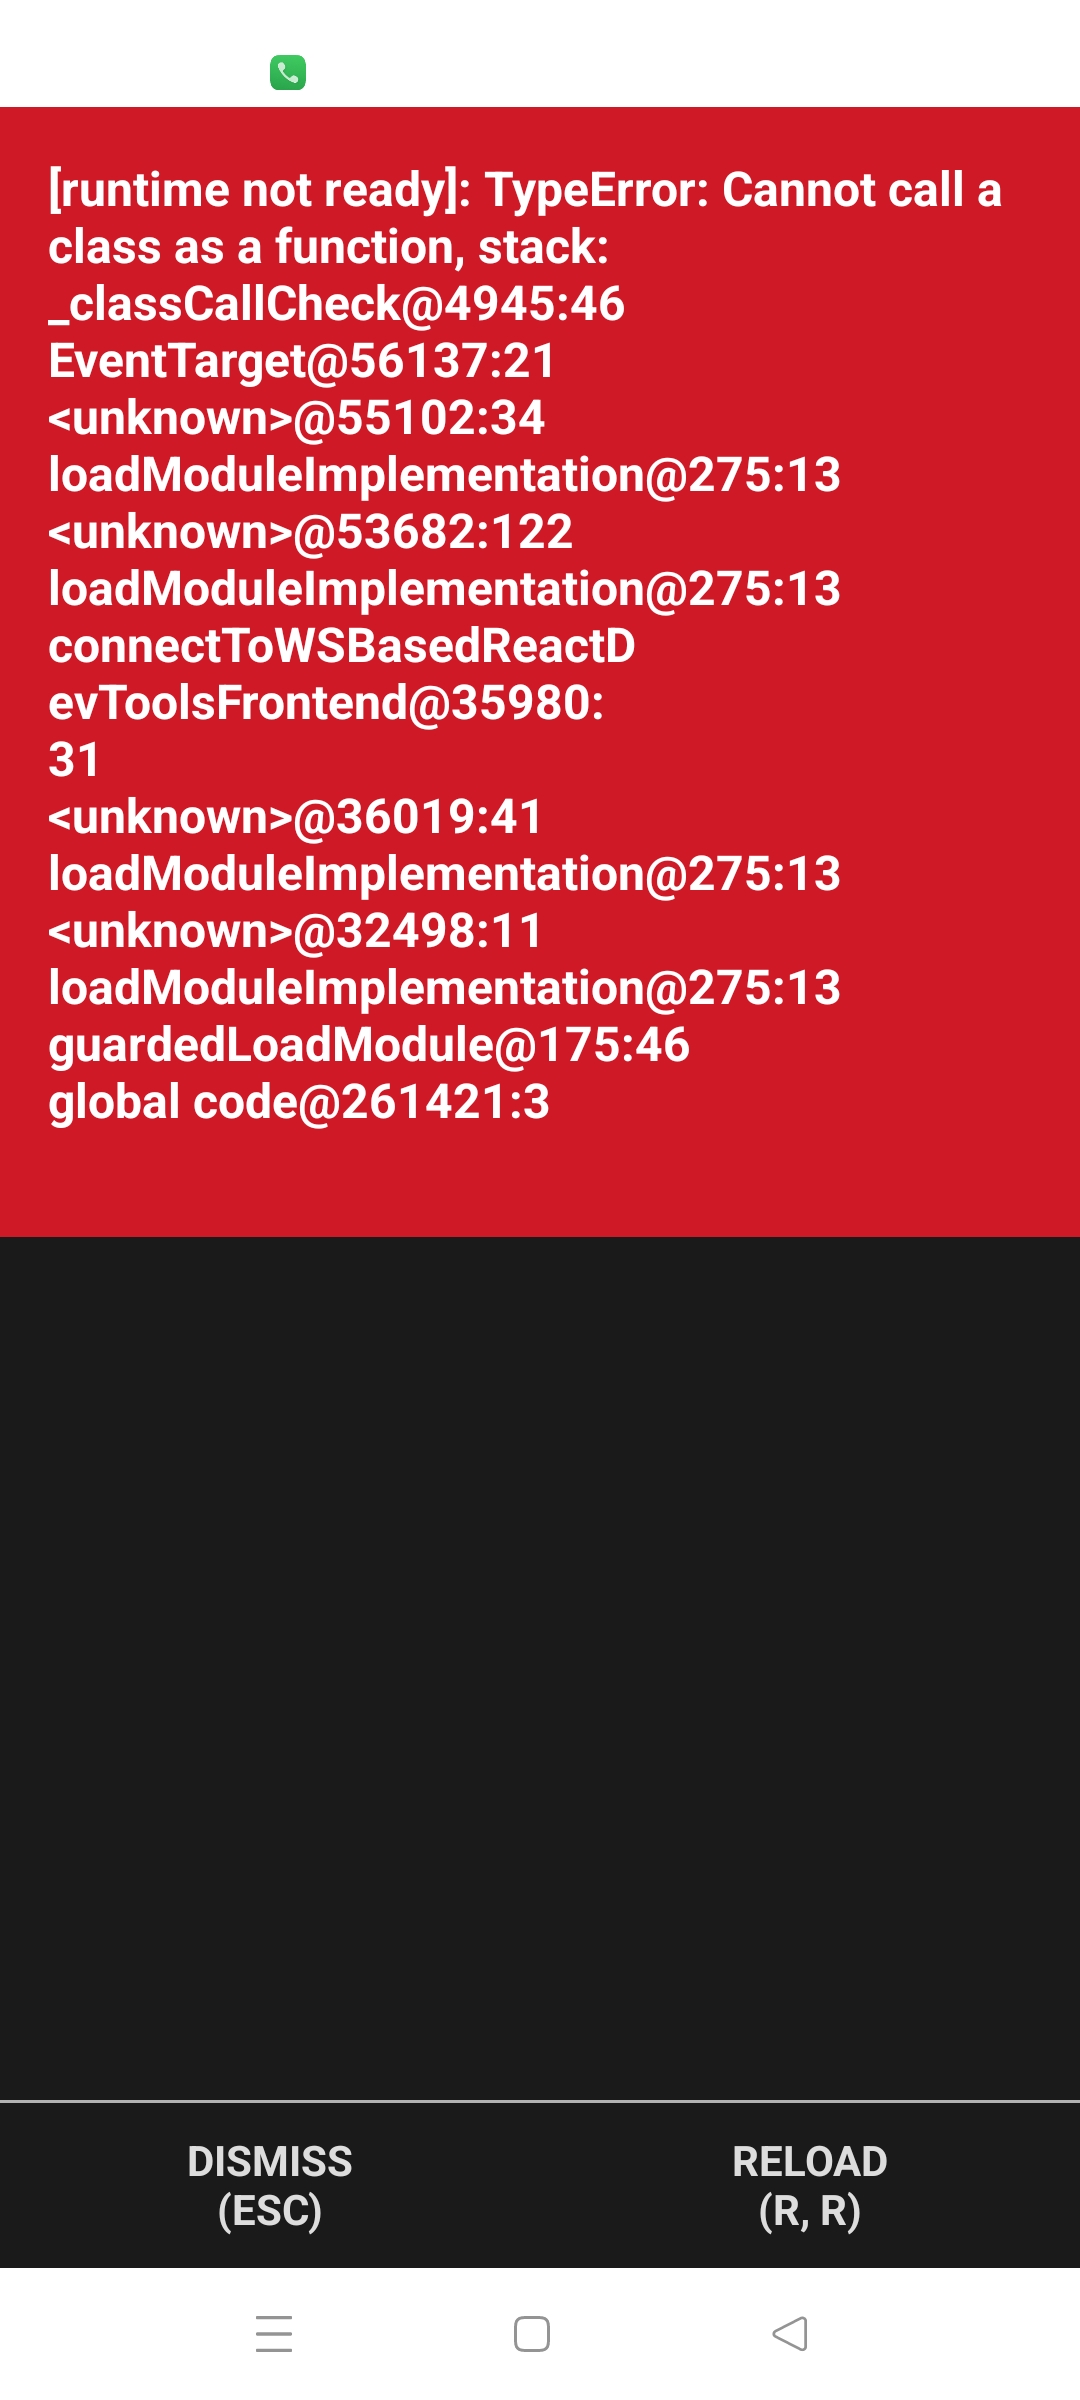 [runtime not ready]: TypeError: Cannot call a
class as a function, stack:
_classCallCheck@4945:46
EventTarget@56137:21
<unknown>@55102:34
loadModuleImplementation@275:13
<unknown>@53682:122
loadModuleImplementation@275:13
connectToWSBasedReactD
evToolsFrontend@35980:
31
<unknown>@36019:41
loadModuleImplementation@275:13
<unknown>@32498:11
loadModuleImplementation@275:13
guardedLoadModule@175:46
global code@261421:3
DISMISS
(ESC)
RELOAD
(R, R)